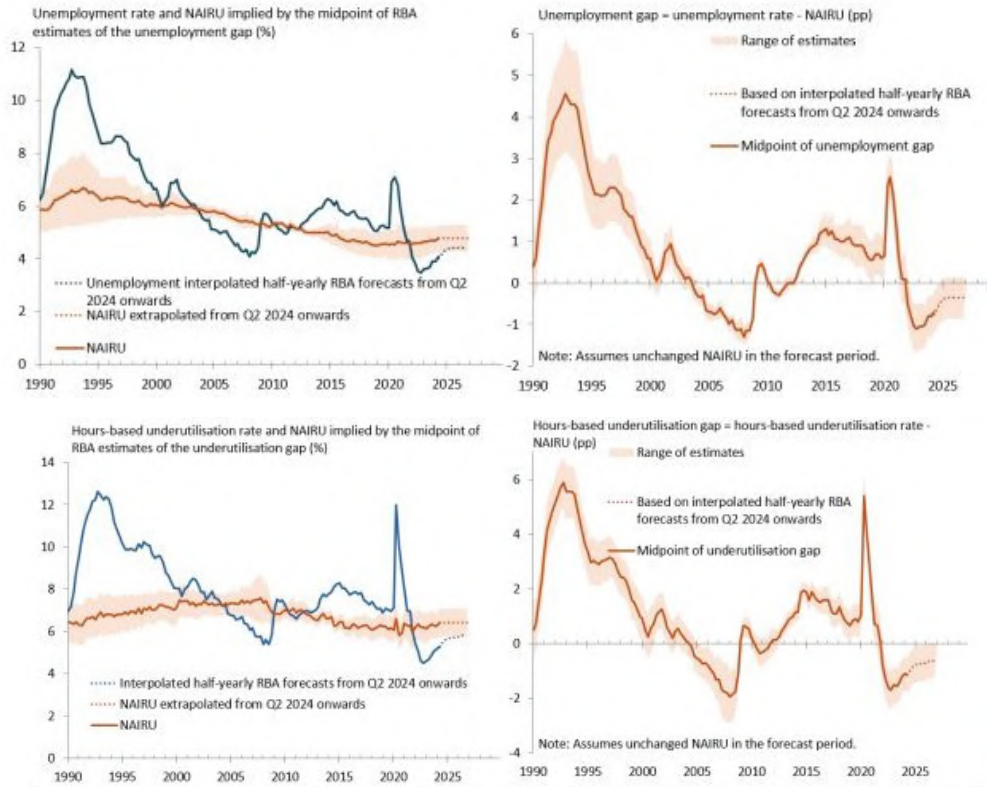 Unemployment rate and NAIRU implied by the midpoint of RBA
estimates of the unemployment gap (%)
12
10
8
6
4
2
0
Unemployment interpolated half-yearly RBA forecasts from Q2
2024 onwards
NAIRU extrapolated from Q2 2024 onwards
NAIRU
1990 1995 2000 2005 2010 2015 2020 2025
Unemployment gap = unemployment rate - NAIRU (pp)
6
5
4
3
2
1
0
-1
-2
Range of estimates
Based on interpolated half-yearly RBA
forecasts from Q2 2024 onwards
Midpoint of unemployment gap
Note: Assumes unchanged NAIRU in the forecast period.
1990 1995 2000 2005 2010 2015 2020 2025
Hours-based underutilisation rate and NAIRU implied by the midpoint of
RBA estimates of the underutilisation gap (%)
14
12
10
8
6
4
2
0
Interpolated half-yearly RBA forecasts from Q2 2024 onwards
NAIRU extrapolated from Q2 2024 onwards
NAIRU
1990 1995 2000 2005 2010 2015 2020 2025
Hours-based underutilisation gap = hours-based underutilisation rate -
NAIRU (pp)
6
4
2
0
-2
-4
Range of estimates
Based on interpolated half-yearly RBA
forecasts from Q2 2024 onwards
Midpoint of underutilisation gap
Note: Assumes unchanged NAIRU in the forecast period.
1990 1995 2000 2005 2010 2015 2020 2025